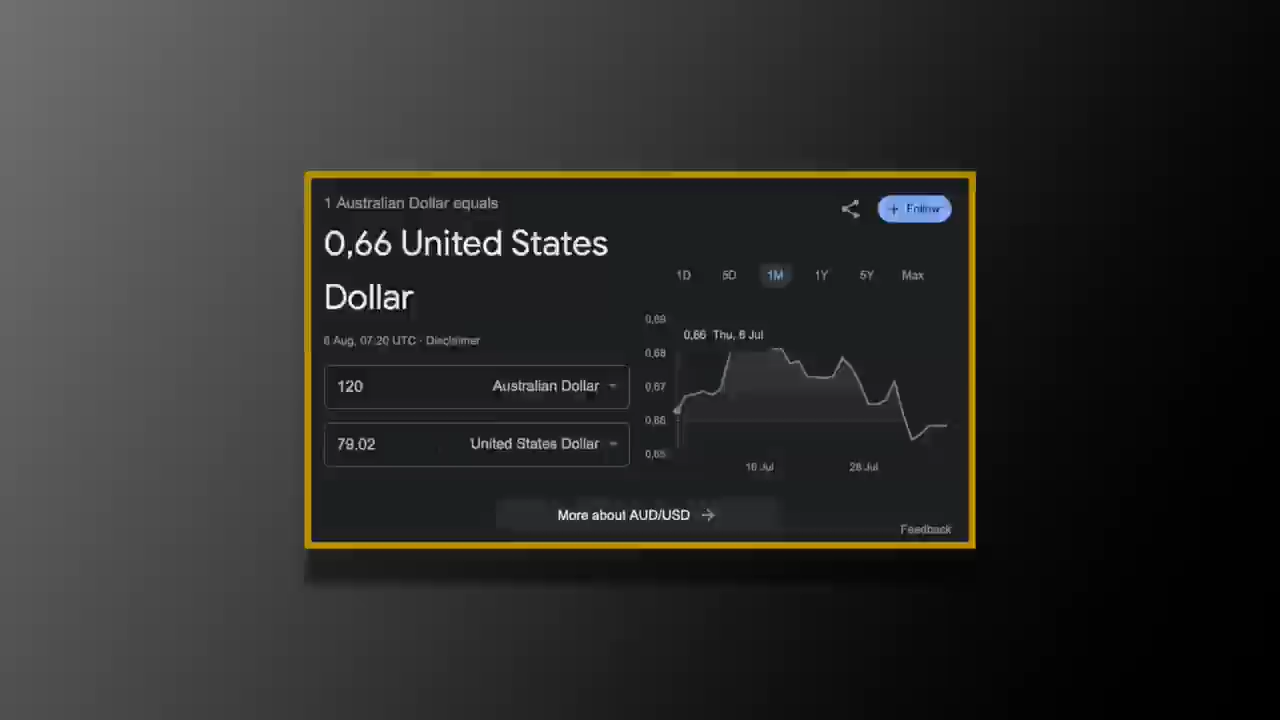 1 Australian Dollar equals
0,66 United States
Dollar
6 Aug, 07:20 UTC · Disclaimer
120 Australian Dollar
79.02 United States Dollar
Follow
1D 5D 1M 1Y 5Y Max
0,69
0,66 Thu, 6 Jul
0,68
0,67
0,66
0,65
16 Jul 28 Jul
More about AUD/USD
Feedback